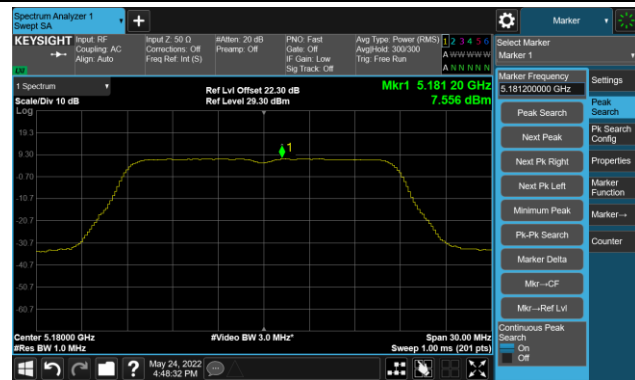 Spectrum Analyzer 1
Swept SA
Marker
KEYSIGHT
Input: RF
Coupling: AC
Align: Auto
Input Z: 50 Ω
Corrections: Off
Freq Ref: Int (S)
#Atten: 20 dB
Preamp: Off
PNO: Fast
Gate: Off
IF Gain: Low
Sig Track: Off
Avg Type: Power (RMS)
Avg|Hold: 300/300
Trig: Free Run
1 2 3 4 5 6
A W W W W W
A N N N N N
Select Marker
Marker 1
1 Spectrum
Scale/Div 10 dB
Log
Ref Lvl Offset 22.30 dB
Ref Level 29.30 dBm
Mkr1 5.181 20 GHz
7.556 dBm
19.3
9.30
-0.70
-10.7
-20.7
-30.7
-40.7
-50.7
-60.7
1
Center 5.18000 GHz
#Res BW 1.0 MHz
#Video BW 3.0 MHz*
Span 30.00 MHz
Sweep 1.00 ms (201 pts)
Marker Frequency
5.181200000 GHz
Peak Search
Next Peak
Next Pk Right
Next Pk Left
Minimum Peak
Pk-Pk Search
Marker Delta
Mkr→CF
Mkr→Ref Lvl
Continuous Peak
Search
On
Off
Settings
Peak
Search
Pk Search
Config
Properties
Marker
Function
Marker→
Counter
May 24, 2022
4:48:32 PM